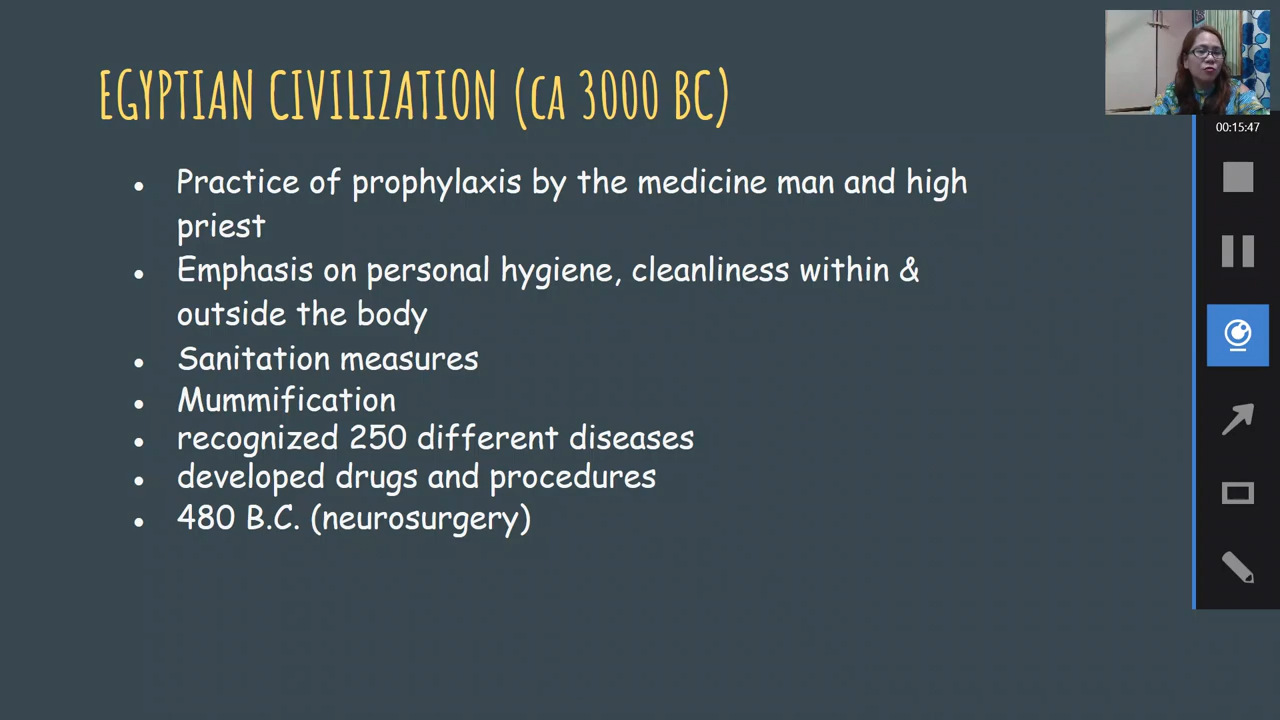 EGYPTIAN CIVILIZATION (CA 3000 BC)
00:15:47
• Practice of prophylaxis by the medicine man and high
priest
• Emphasis on personal hygiene, cleanliness within &
outside the body
• Sanitation measures
• Mummification
• recognized 250 different diseases
• developed drugs and procedures
• 480 B.C. (neurosurgery)